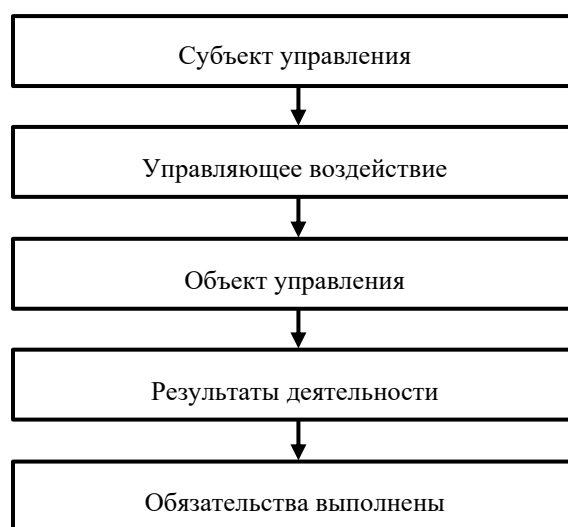 Субъект управления
Управляющее воздействие
Объект управления
Результаты деятельности
Обязательства выполнены